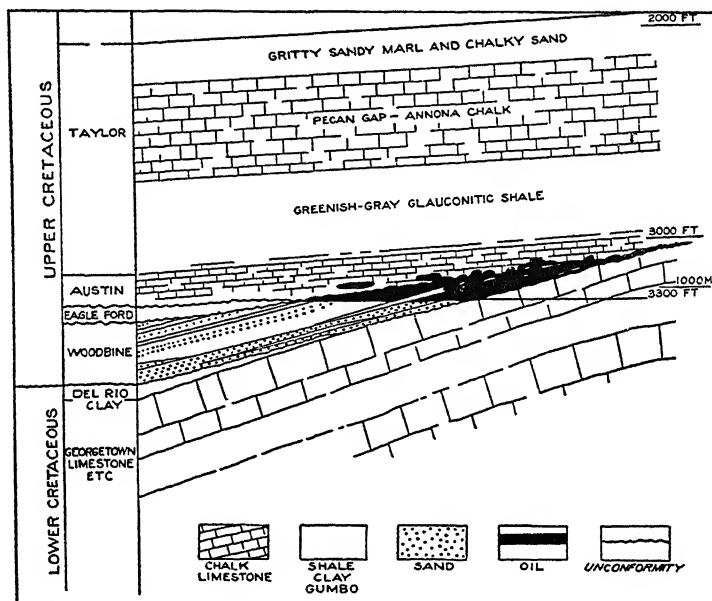 2000 FT
GRITTY SANDY MARL AND CHALKY SAND
UPPER CRETACEOUS
TAYLOR
PECAN GAP - ANNONA CHALK
GREENISH-GRAY GLAUCONITIC SHALE
3000 FT
AUSTIN
1000M
3300 FT
EAGLE FORD
WOODBINE
DEL RIO
CLAY
LOWER CRETACEOUS
GEORGETOWN
LIMESTONE
ETC
CHALK
LIMESTONE
SHALE
CLAY
GUMBO
SAND
OIL
UNCONFORMITY